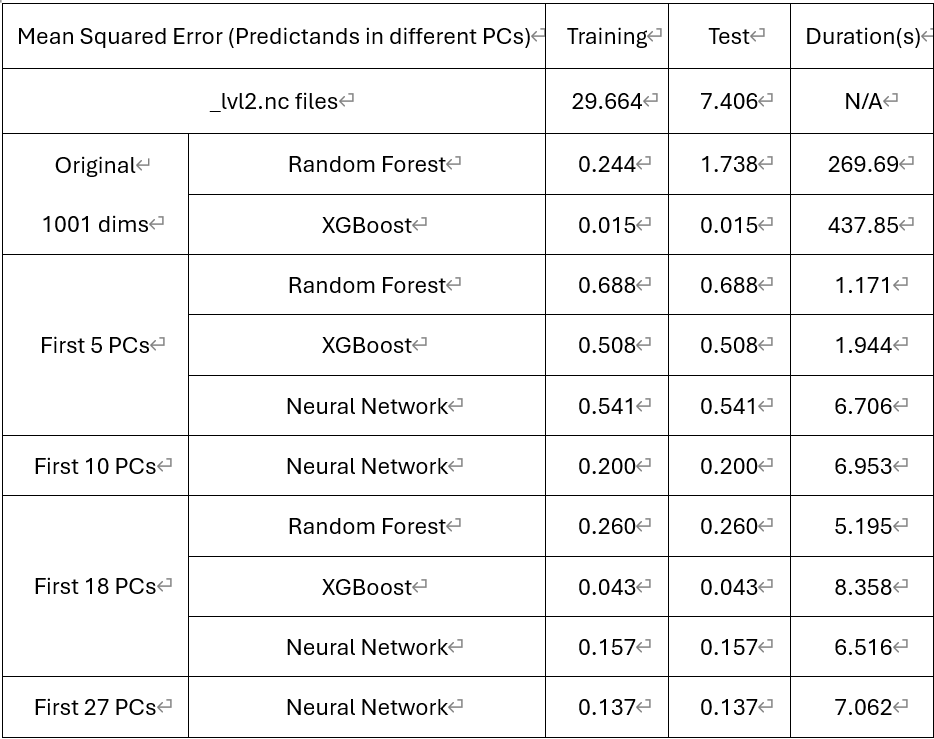 Mean Squared Error (Predictands in different PCs) Training Test Duration(s)
_lvl2.nc files 29.664 7.406 N/A
Original
1001 dims
Random Forest 0.244 1.738 269.69
XGBoost 0.015 0.015 437.85
First 5 PCs
Random Forest 0.688 0.688 1.171
XGBoost 0.508 0.508 1.944
Neural Network 0.541 0.541 6.706
First 10 PCs Neural Network 0.200 0.200 6.953
First 18 PCs
Random Forest 0.260 0.260 5.195
XGBoost 0.043 0.043 8.358
Neural Network 0.157 0.157 6.516
First 27 PCs Neural Network 0.137 0.137 7.062